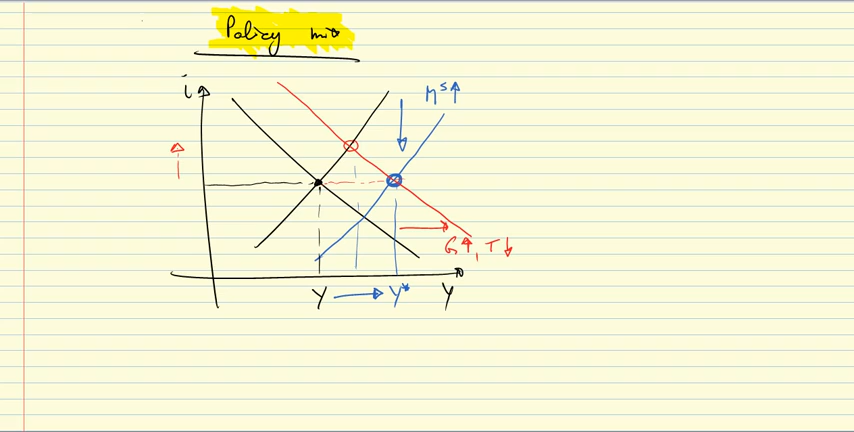 Policy mix
i
M^s↑
G↑, T↓
Y → Y* Y